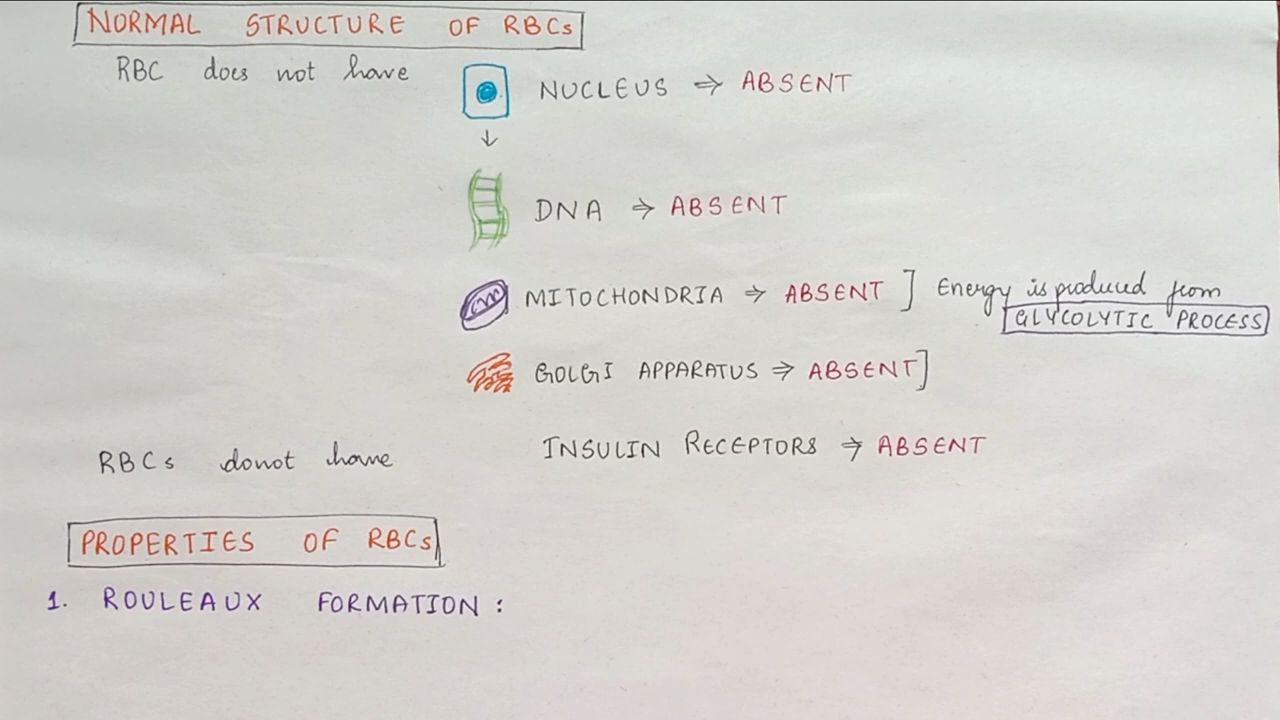 NORMAL STRUCTURE OF RBCs
RBC does not have
NUCLEUS ⇒ ABSENT
↓
DNA ⇒ ABSENT
MITOCHONDRIA ⇒ ABSENT ] Energy is produced from
GLYCOLYTIC PROCESS
GOLGI APPARATUS ⇒ ABSENT ]
RBCs donot have
INSULIN RECEPTORS ⇒ ABSENT
PROPERTIES OF RBCs
1. ROULEAUX FORMATION :